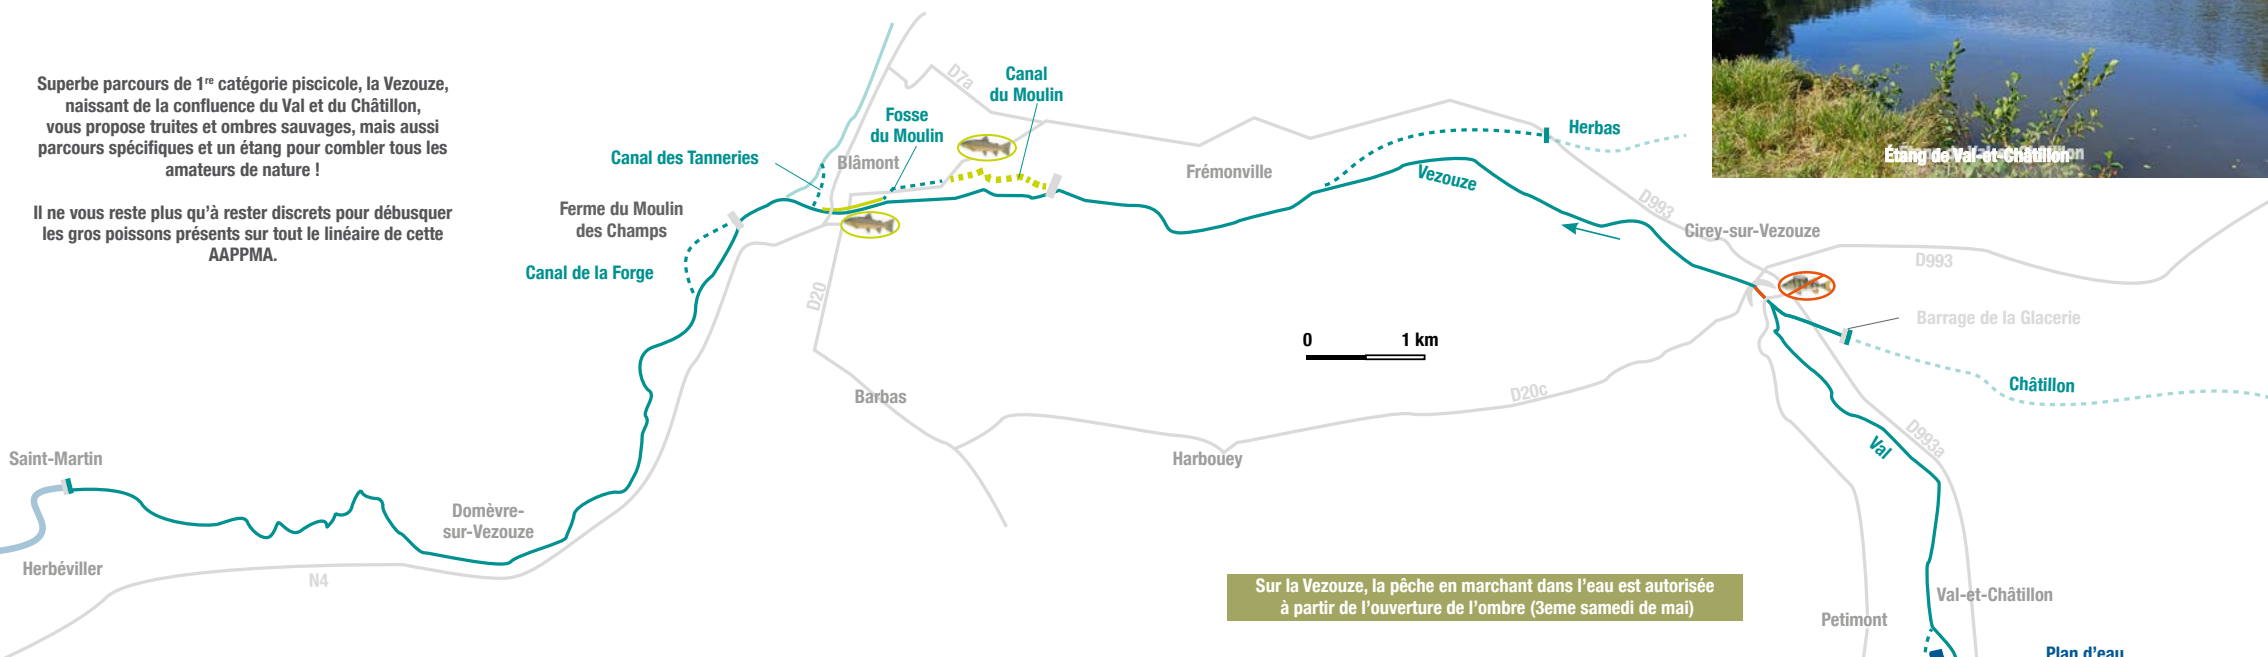 Superbe parcours de 1re catégorie piscicole, la Vezouze,
naissant de la confluence du Val et du Châtillon,
vous propose truites et ombres sauvages, mais aussi
parcours spécifiques et un étang pour combler tous les
amateurs de nature !
Il ne vous reste plus qu'à rester discrets pour débusquer
les gros poissons présents sur tout le linéaire de cette
AAPPMA.
Canal des Tanneries
Blâmont
Fosse
du Moulin
D7a
Canal
du Moulin
Ferme du Moulin
des Champs
Canal de la Forge
D20
Frémonville
Herbas
Vezouze
D993
Cirey-sur-Vezouze
D993
Étang de Val-et-Châtillon
Barrage de la Glacerie
0 1 km
Barbas
D20c
Harbouey
Châtillon
Val
D993a
Saint-Martin
Domèvre-
sur-Vezouze
Herbéviller
N4
Sur la Vezouze, la pêche en marchant dans l'eau est autorisée
à partir de l'ouverture de l'ombre (3eme samedi de mai)
Val-et-Châtillon
Petimont
Plan d'eau